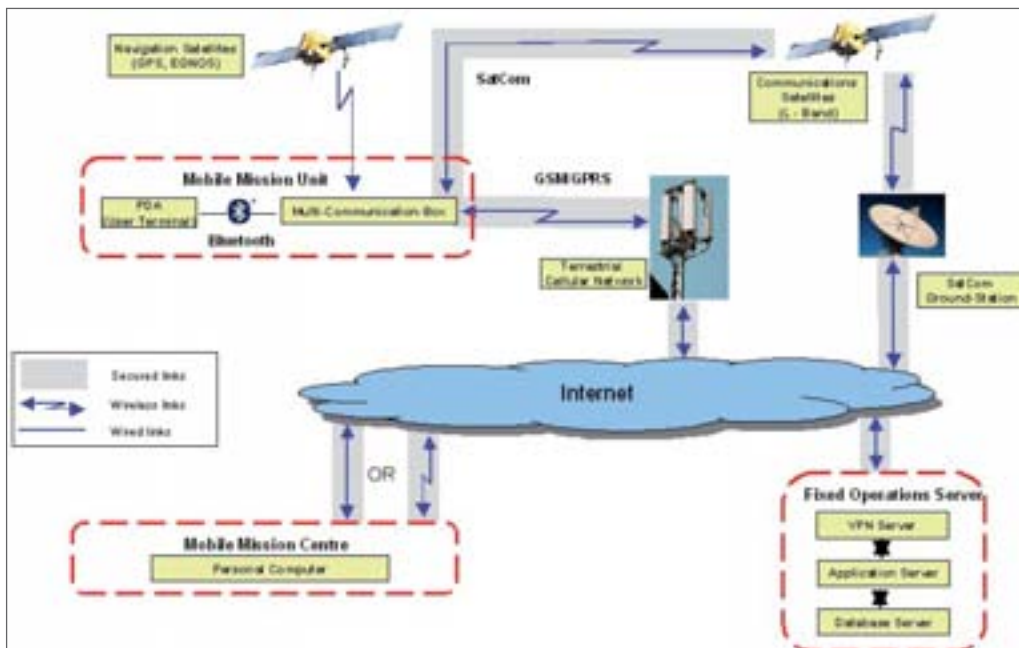 Navigation Satellites
(GPS, EGNOS)
SatCom
Communications
Satellites
(L - Band)
Mobile Mission Unit
PDA
(User Terminal)
Bluetooth
Multi-Communication-Box
GSM/GPRS
Terrestrial
Cellular Network
SatCom
Ground-Station
Secured links
Wireless links
Wired links
Internet
OR
Mobile Mission Centre
Personal Computer
Fixed Operations Server
VPN Server
Application Server
Database Server